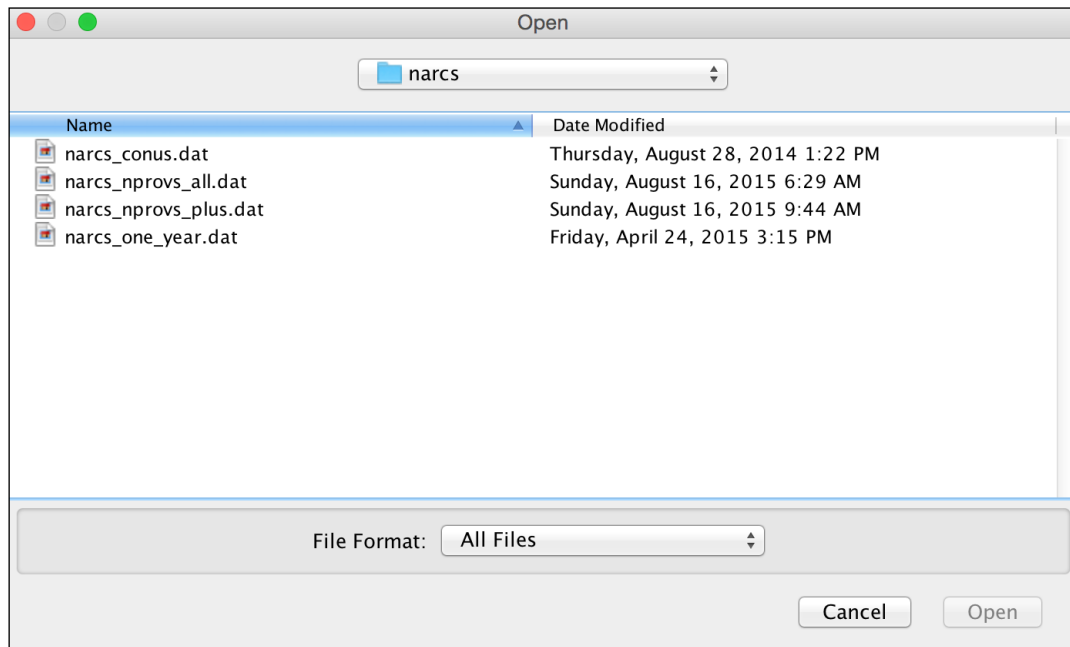 Open
narcs
Name Date Modified
narcs_conus.dat Thursday, August 28, 2014 1:22 PM
narcs_nprovs_all.dat Sunday, August 16, 2015 6:29 AM
narcs_nprovs_plus.dat Sunday, August 16, 2015 9:44 AM
narcs_one_year.dat Friday, April 24, 2015 3:15 PM
File Format: All Files
Cancel Open